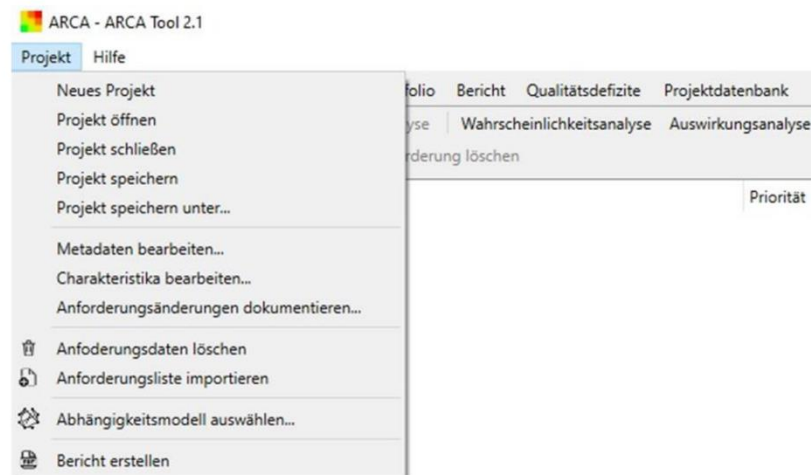 ARCA - ARCA Tool 2.1
Projekt Hilfe
Neues Projekt
folio Bericht Qualitätsdefizite Projektdatenbank
Projekt öffnen
yse Wahrscheinlichkeitsanalyse Auswirkungsanalyse
Projekt schließen
rderung löschen
Projekt speichern
Projekt speichern unter...
Priorität
Metadaten bearbeiten...
Charakteristika bearbeiten...
Anforderungsänderungen dokumentieren...
Anfoderungsdaten löschen
Anforderungsliste importieren
Abhängigkeitsmodell auswählen...
Bericht erstellen